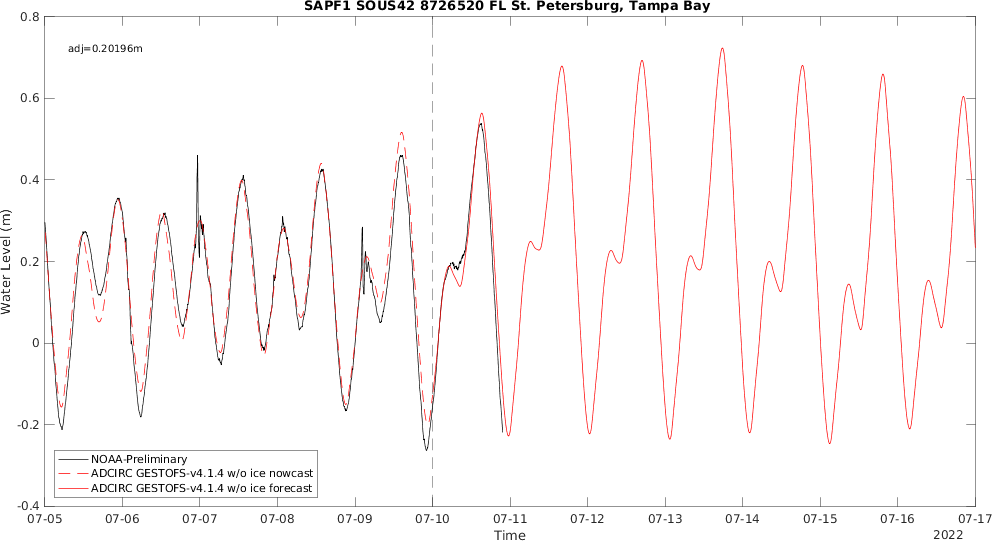 SAPF1 SOUS42 8726520 FL St. Petersburg, Tampa Bay
adj=0.20196m
Water Level (m)
0.8
0.6
0.4
0.2
0
-0.2
-0.4
NOAA-Preliminary
ADCIRC GESTOFS-v4.1.4 w/o ice nowcast
ADCIRC GESTOFS-v4.1.4 w/o ice forecast
07-05 07-06 07-07 07-08 07-09 07-10 07-11 07-12 07-13 07-14 07-15 07-16 07-17
Time
2022